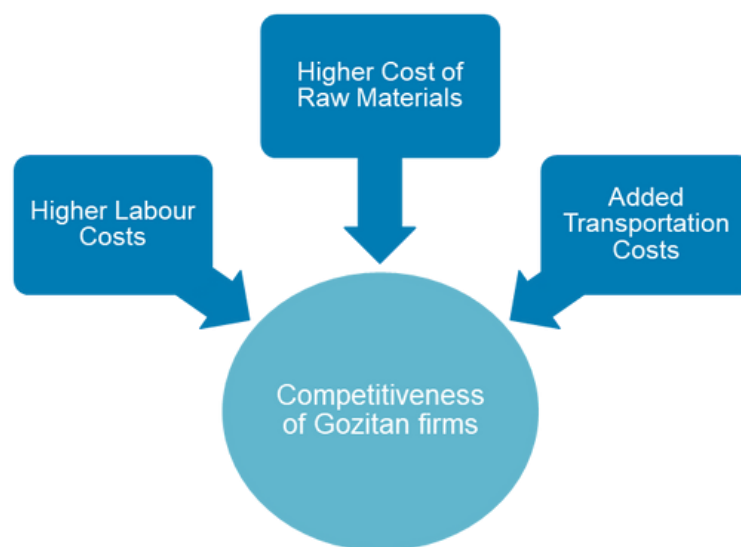 Higher Cost of
Raw Materials
Higher Labour
Costs
Added
Transportation
Costs
Competitiveness
of Gozitan firms